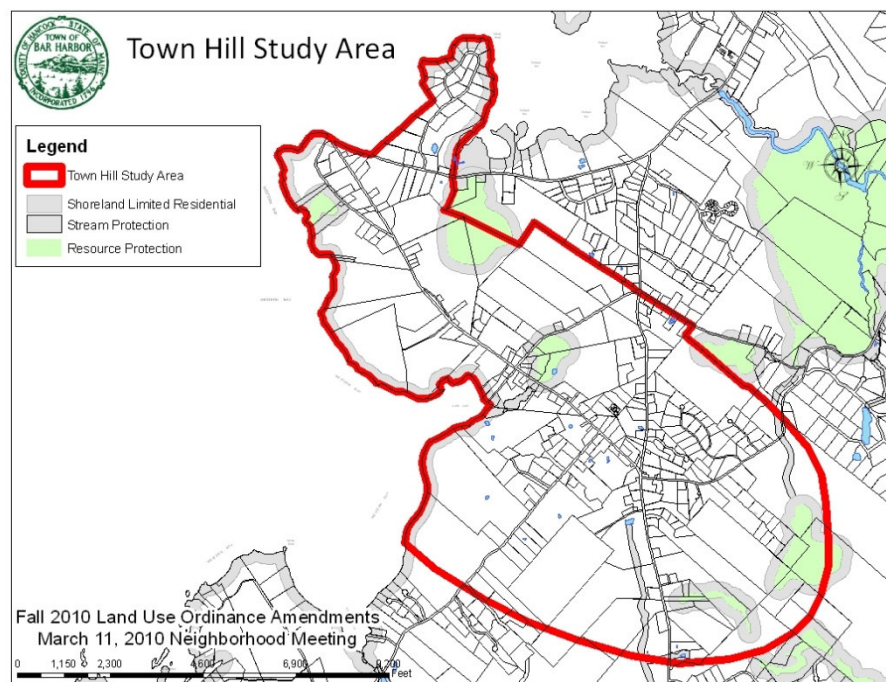 COUNTY OF HANCOCK STATE OF MAINE
TOWN OF
BAR HARBOR
INCORPORATED 1796
Town Hill Study Area
Legend
Town Hill Study Area
Shoreland Limited Residential
Stream Protection
Resource Protection
Fall 2010 Land Use Ordinance Amendments
March 11, 2010 Neighborhood Meeting
0 1,150 2,300 4,600 6,900 9,200
Feet